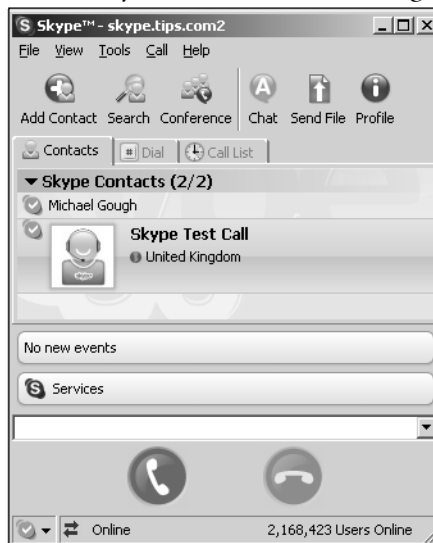 Skype™ - skype.tips.com2
File View Tools Call Help
Add Contact Search Conference Chat Send File Profile
Contacts Dial Call List
Skype Contacts (2/2)
Michael Gough
Skype Test Call
United Kingdom
No new events
Services
Online 2,168,423 Users Online